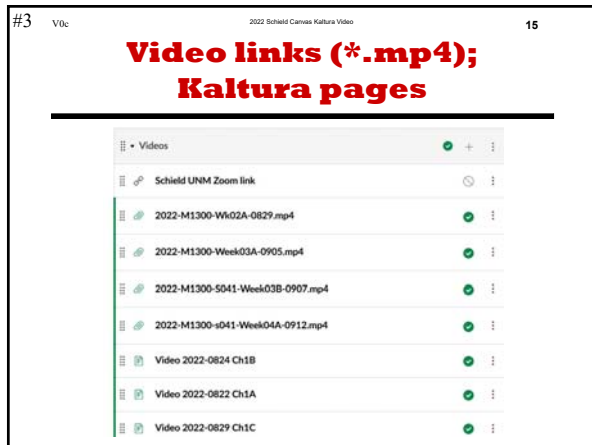 #3 V0c 2022 Schield Canvas Kaltura Video 15
Video links (*.mp4);
Kaltura pages
Videos
Schield UNM Zoom link
2022-M1300-Wk02A-0829.mp4
2022-M1300-Week03A-0905.mp4
2022-M1300-S041-Week03B-0907.mp4
2022-M1300-s041-Week04A-0912.mp4
Video 2022-0824 Ch1B
Video 2022-0822 Ch1A
Video 2022-0829 Ch1C